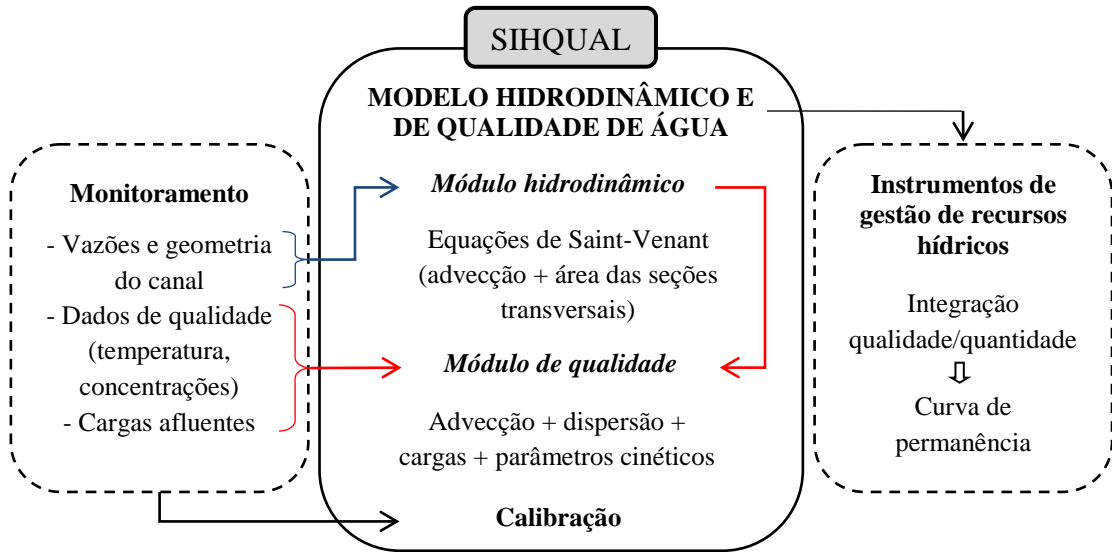 SIHQUAL
MODELO HIDRODINÂMICO E
DE QUALIDADE DE ÁGUA
Monitoramento
- Vazões e geometria
do canal
- Dados de qualidade
(temperatura,
concentrações)
- Cargas afluentes
Módulo hidrodinâmico
Equações de Saint-Venant
(advecção + área das seções
transversais)
Módulo de qualidade
Advecção + dispersão +
cargas + parâmetros cinéticos
Calibração
Instrumentos de
gestão de recursos
hídricos
Integração
qualidade/quantidade
Curva de
permanência